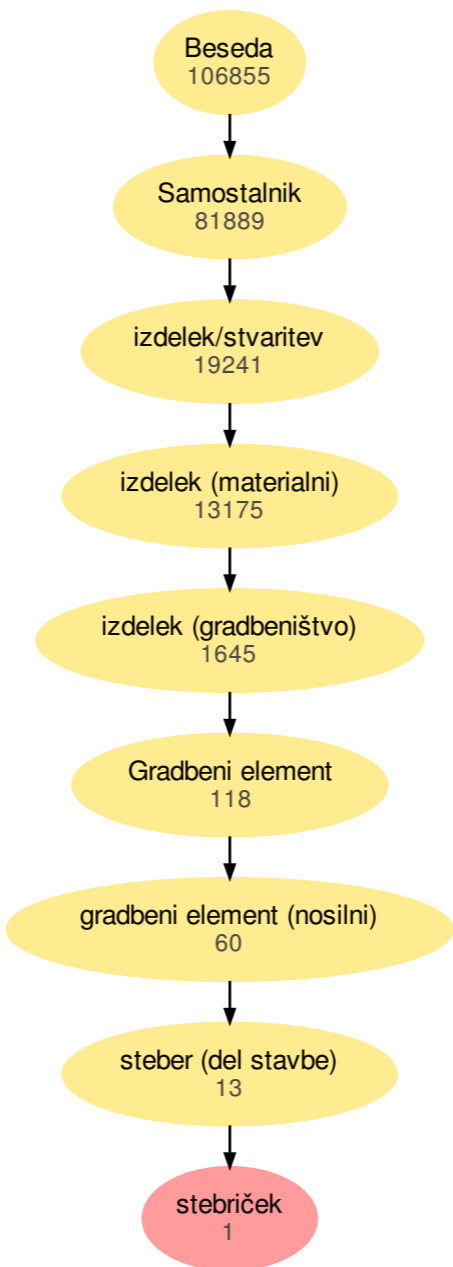 Beseda
106855
Samostalnik
81889
izdelek/stvaritev
19241
izdelek (materialni)
13175
izdelek (gradbeništvo)
1645
Gradbeni element
118
gradbeni element (nosilni)
60
steber (del stavbe)
13
stebriček
1